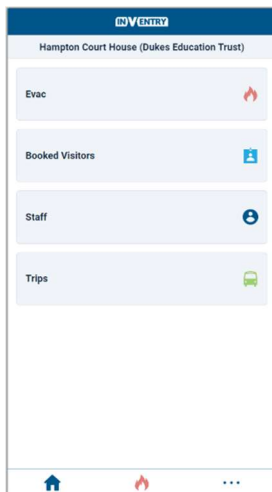 INVENTRY
Hampton Court House (Dukes Education Trust)
Evac
Booked Visitors
Staff
Trips